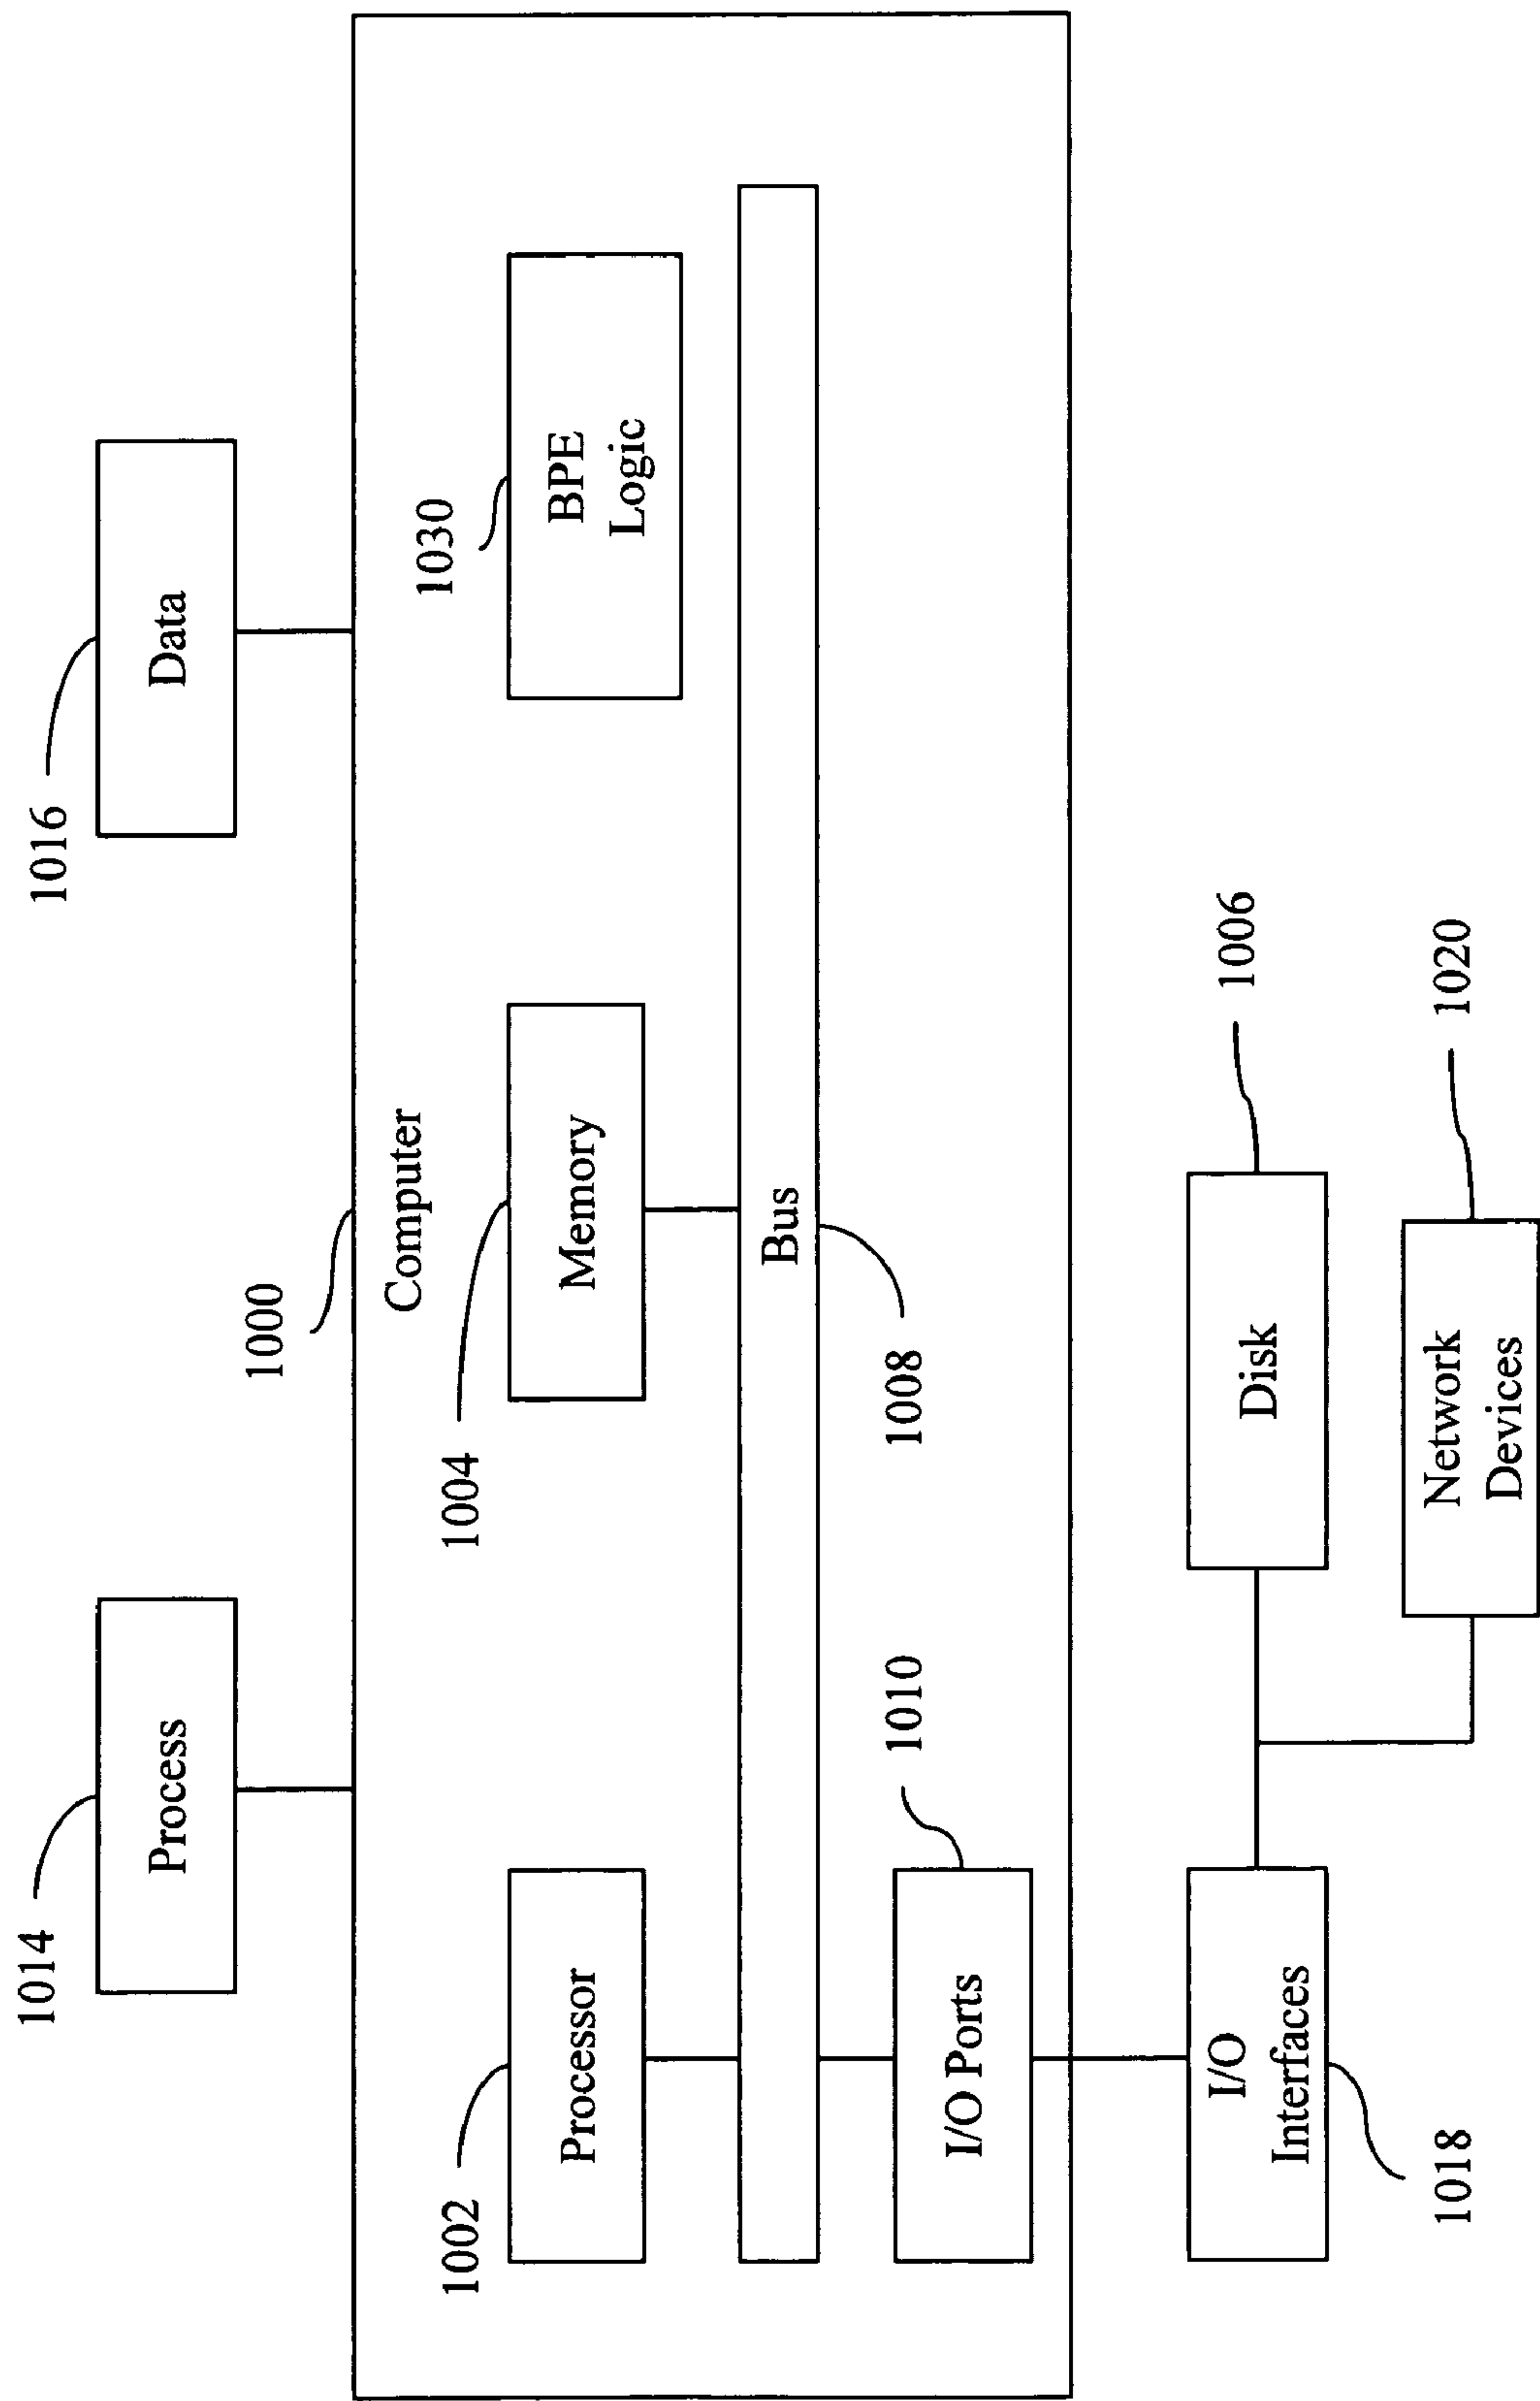 1014
Process
1016
Data
1000
Computer
1002
Processor
1004
Memory
1030
BPE
Logic
Bus
1008
I/O Ports
1010
I/O
Interfaces
1018
Disk
1006
Network
Devices
1020